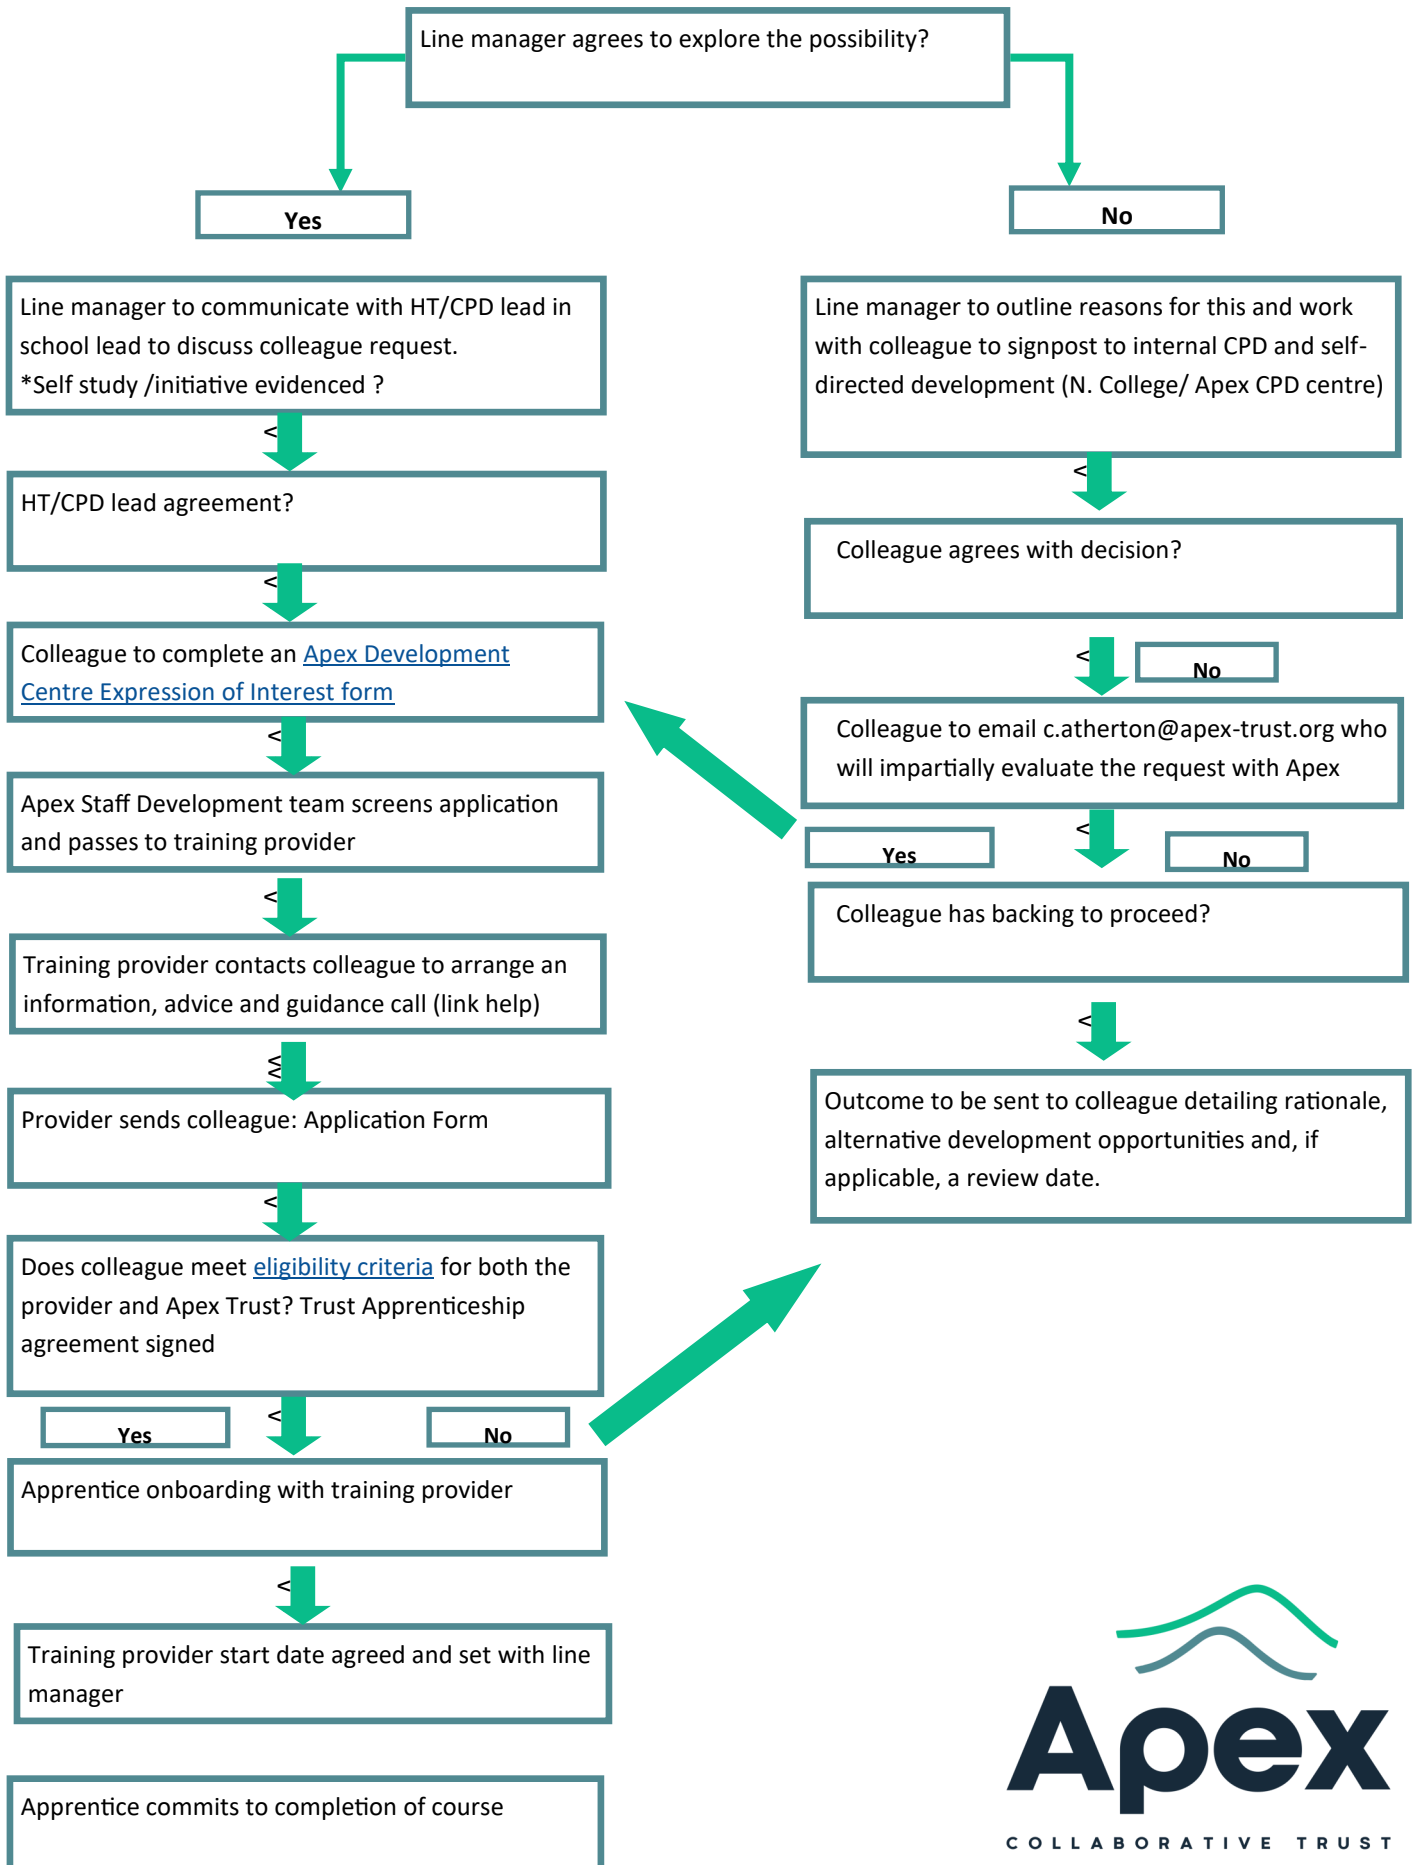 Line manager agrees to explore the possibility?
Yes
No
Line manager to communicate with HT/CPD lead in
school lead to discuss colleague request.
*Self study /initiative evidenced ?
<
HT/CPD lead agreement?
<
Colleague to complete an Apex Development
Centre Expression of Interest form
<
Apex Staff Development team screens application
and passes to training provider
<
Training provider contacts colleague to arrange an
information, advice and guidance call (link help)
<
<
Provider sends colleague: Application Form
<
Does colleague meet eligibility criteria for both the
provider and Apex Trust? Trust Apprenticeship
agreement signed
<
Yes
No
Apprentice onboarding with training provider
<
Training provider start date agreed and set with line
manager
Apprentice commits to completion of course
Line manager to outline reasons for this and work
with colleague to signpost to internal CPD and self-
directed development (N. College/ Apex CPD centre)
<
Colleague agrees with decision?
<
No
Colleague to email c.atherton@apex-trust.org who
will impartially evaluate the request with Apex
<
Yes
No
Colleague has backing to proceed?
<
Outcome to be sent to colleague detailing rationale,
alternative development opportunities and, if
applicable, a review date.
Apex
COLLABORATIVE TRUST